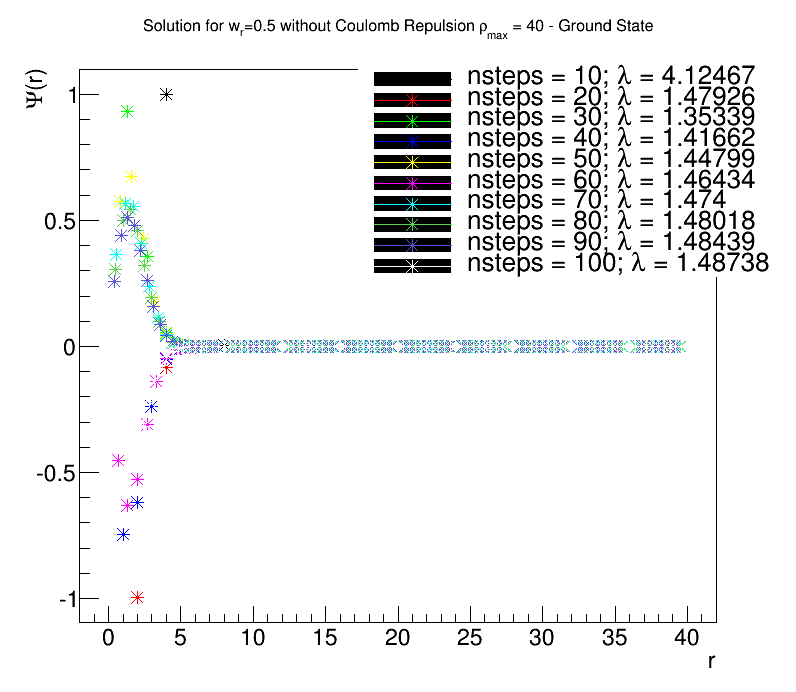 Solution for wr=0.5 without Coulomb Repulsion ρmax = 40 - Ground State
Ψ(r)
nsteps = 10; λ = 4.12467
nsteps = 20; λ = 1.47926
nsteps = 30; λ = 1.35339
nsteps = 40; λ = 1.41662
nsteps = 50; λ = 1.44799
nsteps = 60; λ = 1.46434
nsteps = 70; λ = 1.474
nsteps = 80; λ = 1.48018
nsteps = 90; λ = 1.48439
nsteps = 100; λ = 1.48738
1
0.5
0
-0.5
-1
0 5 10 15 20 25 30 35 40
r